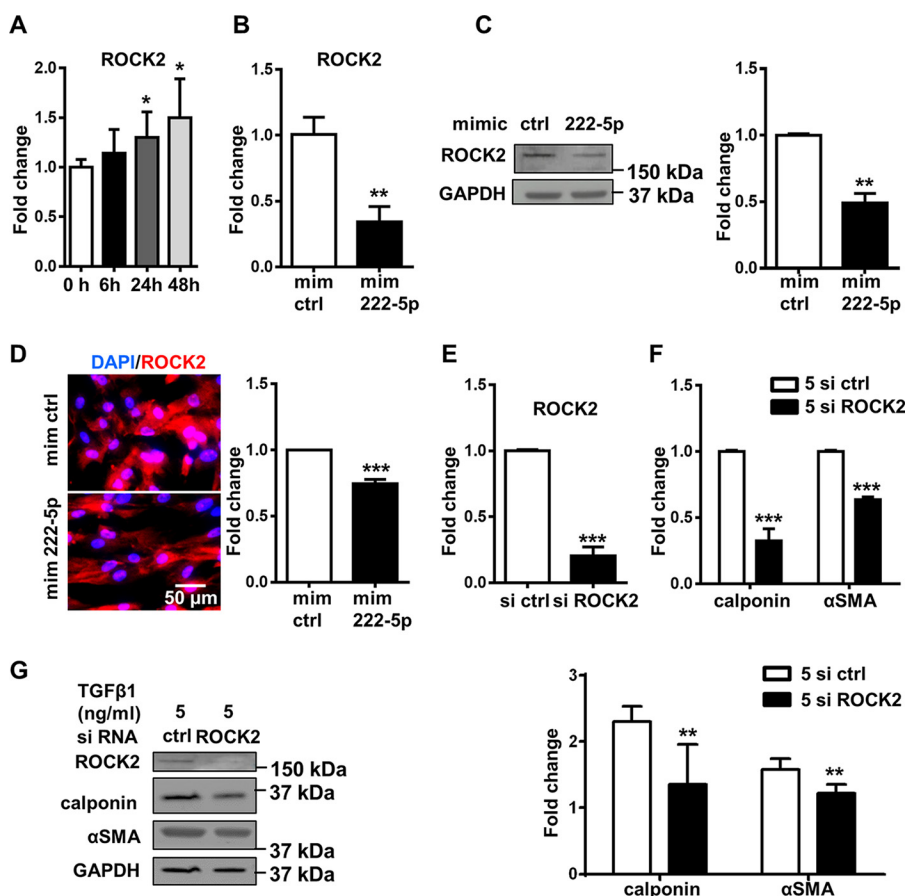 A
ROCK2
Fold change
2.0
1.5
1.0
0.5
0.0
*
*
0 h 6h 24h 48h
B
ROCK2
Fold change
1.5
1.0
0.5
0.0
**
mim mim
ctrl 222-5p
C
mimic ctrl 222-5p
ROCK2
150 kDa
GAPDH
37 kDa
Fold change
1.5
1.0
0.5
0.0
**
mim mim
ctrl 222-5p
D
DAPI/ROCK2
mim ctrl
mim 222-5p
50 µm
Fold change
1.5
1.0
0.5
0.0
***
mim mim
ctrl 222-5p
E
ROCK2
Fold change
1.5
1.0
0.5
0.0
***
si ctrl si ROCK2
F
5 si ctrl
5 si ROCK2
Fold change
1.5
1.0
0.5
0.0
***
***
calponin αSMA
G
TGFβ1
(ng/ml) 5 5
si RNA ctrl ROCK2
ROCK2
150 kDa
37 kDa
calponin
αSMA
37 kDa
GAPDH
37 kDa
5 si ctrl
5 si ROCK2
Fold change
3
2
1
0
**
**
calponin αSMA